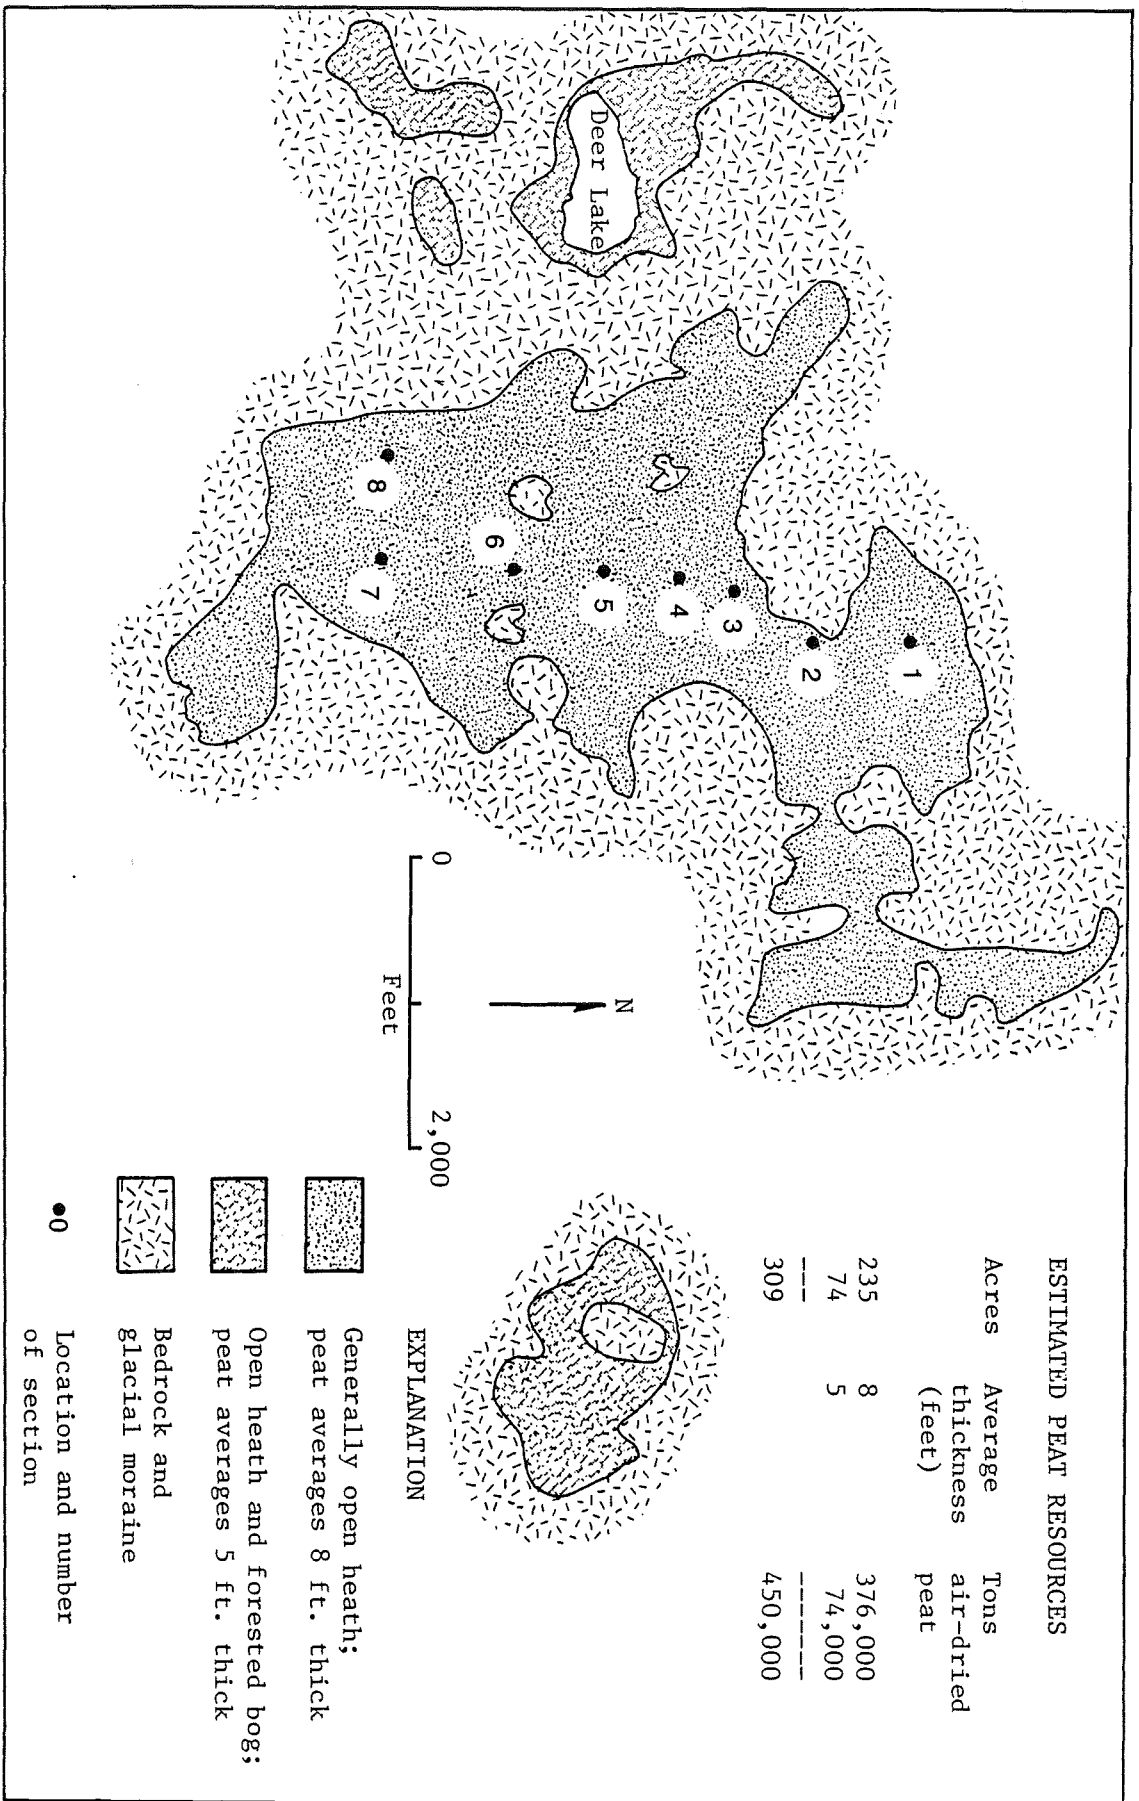 Deer Lake
1
2
3
4
5
6
7
8
0 2,000
Feet
N
ESTIMATED PEAT RESOURCES
Acres Average Tons
thickness air-dried
(feet) peat
235 8 376,000
74 5 74,000
--- ------
309 450,000
EXPLANATION
Generally open heath;
peat averages 8 ft. thick
Open heath and forested bog;
peat averages 5 ft. thick
Bedrock and
glacial moraine
●0 Location and number
of section